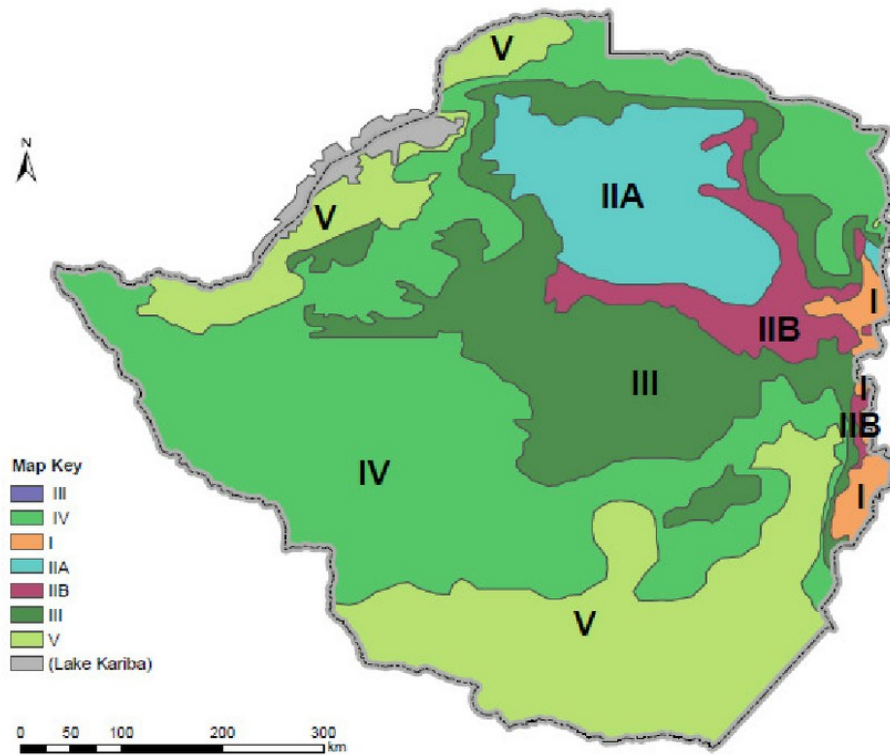 V
N
IIA
V
I
IIB
III
I
IIB
IV
I
V
Map Key
III
IV
I
IIA
IIB
III
V
(Lake Kariba)
0 50 100 200 300
km